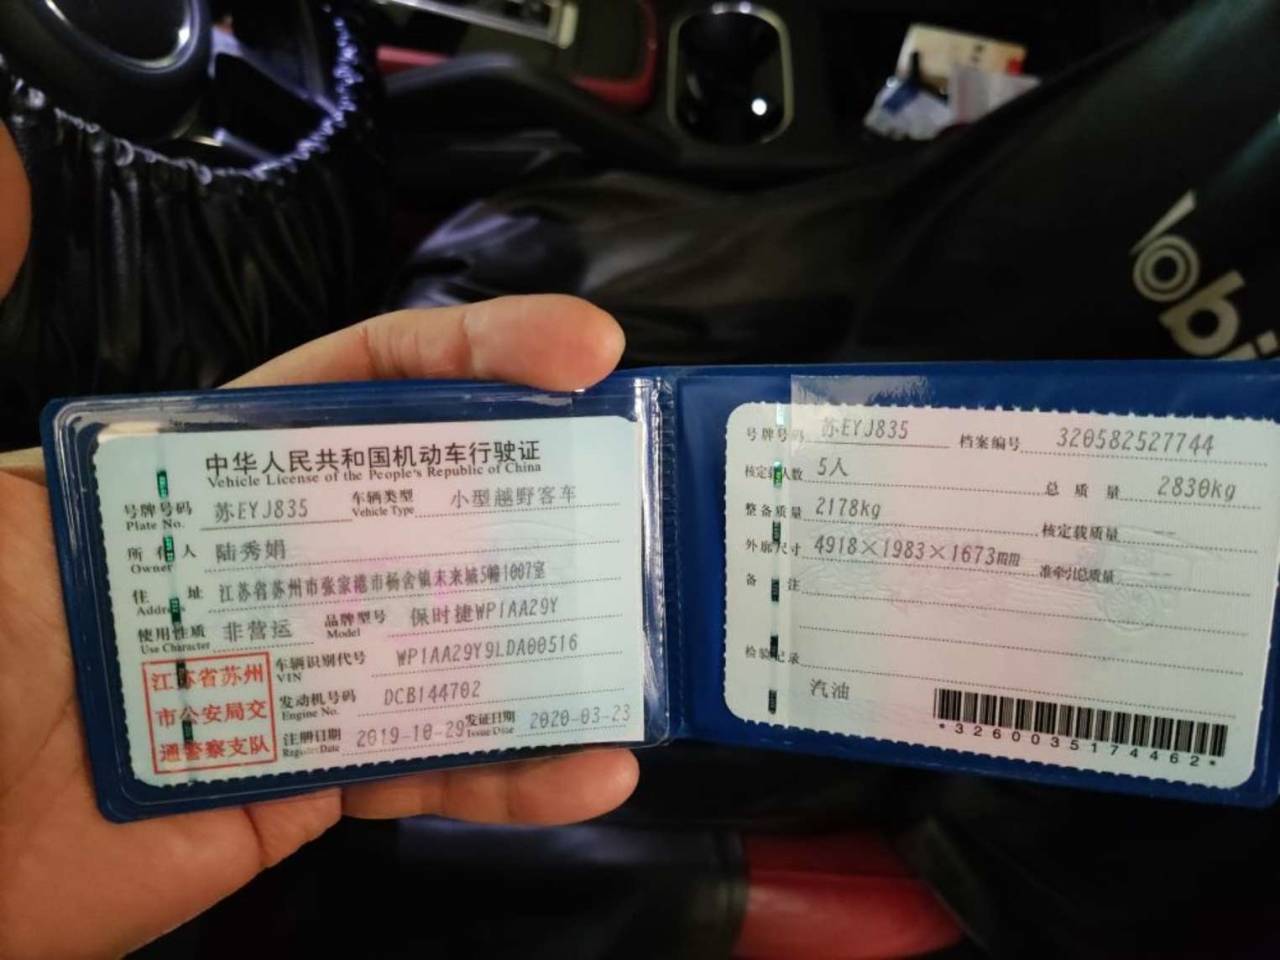 中华人民共和国机动车行驶证
Vehicle License of the People's Republic of China
号牌号码 Plate No. 苏EYJ835 车辆类型 Vehicle Type 小型越野客车
所有人 Owner 陆秀娟
住址 Address 江苏省苏州市张家港市杨舍镇未来城5幢1007室
使用性质 Use Character 非营运 品牌型号 Model 保时捷WP1AA29Y
车辆识别代号 VIN WP1AA29Y9LDA00516
发动机号码 Engine No. DCB144702
注册日期 Register Date 2019-10-29 发证日期 Issue Date 2020-03-23
江苏省苏州
市公安局交
通警察支队
号牌号码 苏EYJ835 档案编号 320582527744
核定载人数 5人 总质量 2830kg
整备质量 2178kg 核定载质量 --
外廓尺寸 4918×1983×1673mm 准牵引总质量 --
备注
检验记录
汽油
*3260035174462*
obi